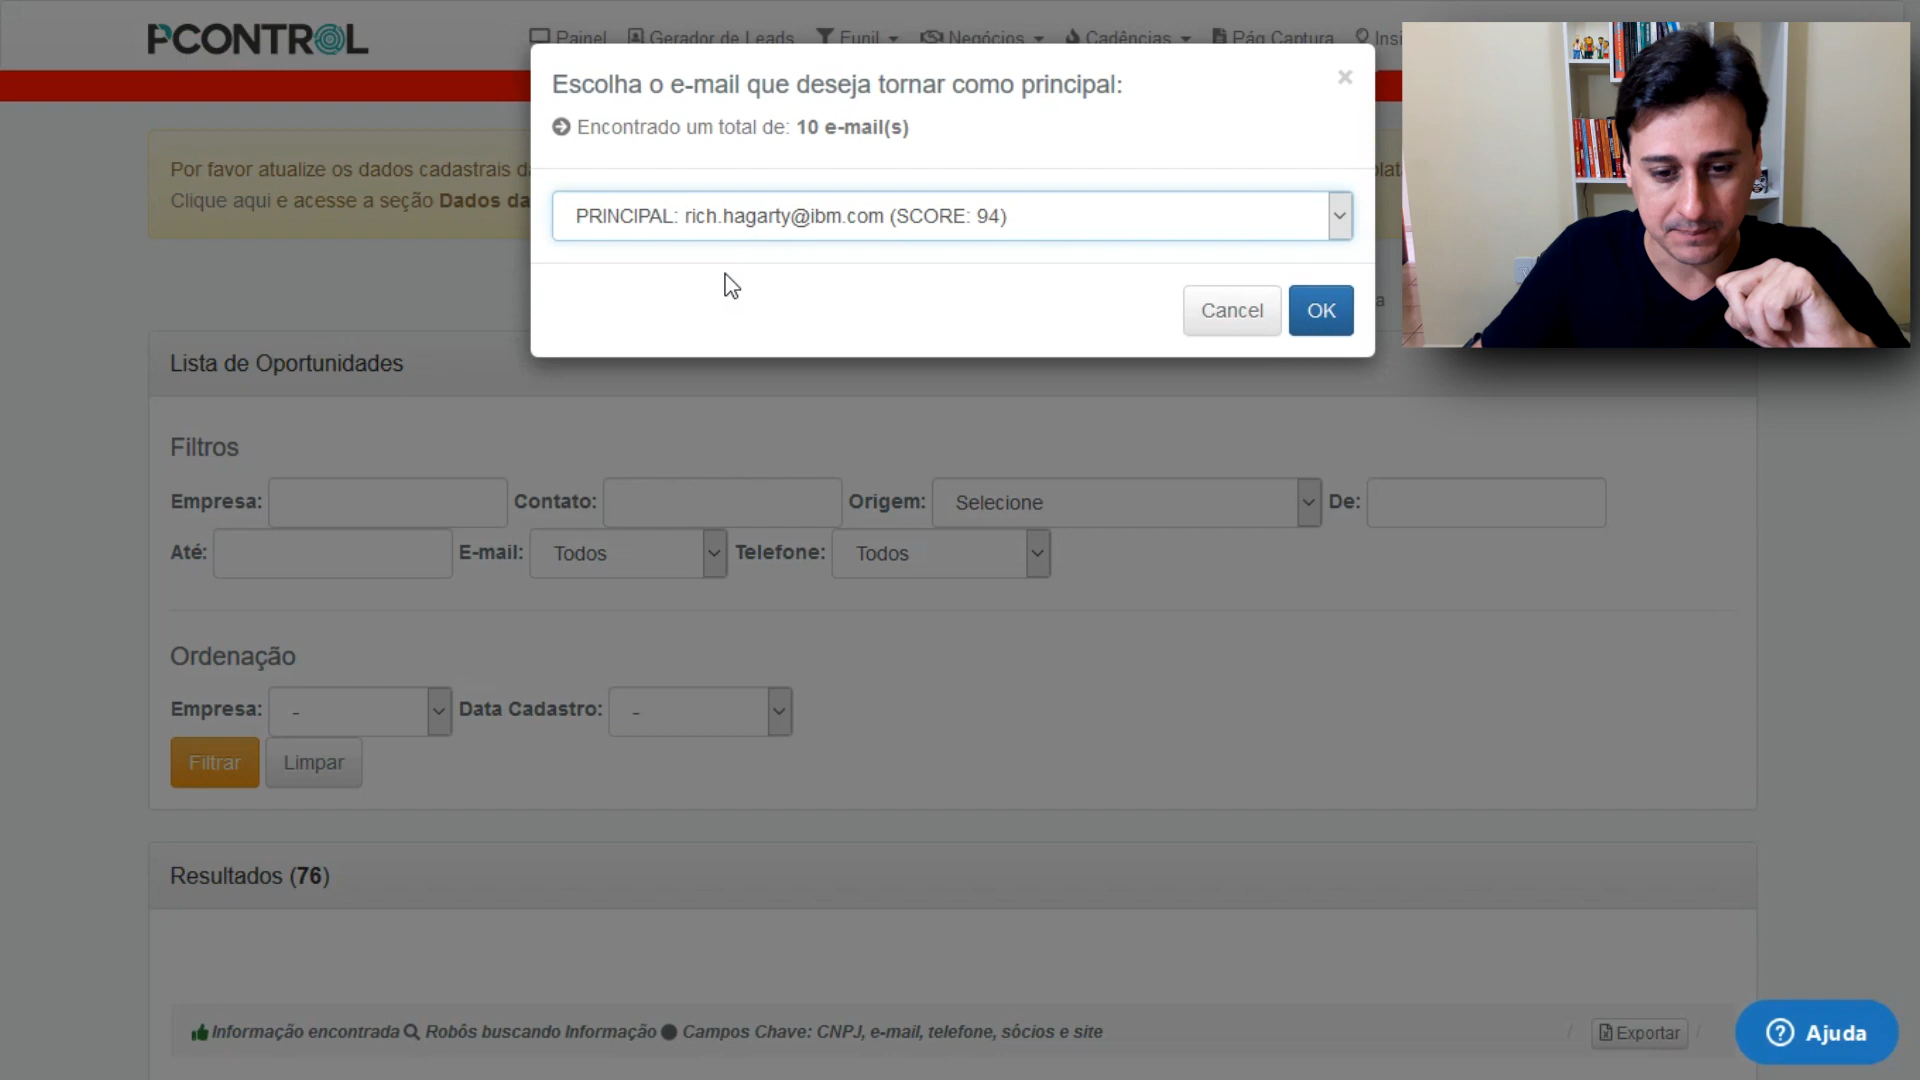 PCONTROL
Painel Gerador de Leads Funil Negócios Cadências Pág Captura Insi
Escolha o e-mail que deseja tornar como principal:
×
Encontrado um total de: 10 e-mail(s)
Por favor atualize os dados cadastrais d
Clique aqui e acesse a seção Dados da
PRINCIPAL: rich.hagarty@ibm.com (SCORE: 94)
Cancel OK
Lista de Oportunidades
Filtros
Empresa: Contato: Origem: Selecione De:
Até: E-mail: Todos Telefone: Todos
Ordenação
Empresa: - Data Cadastro: -
Filtrar Limpar
Resultados (76)
Informação encontrada Robôs buscando Informação Campos Chave: CNPJ, e-mail, telefone, sócios e site / Exportar /
? Ajuda